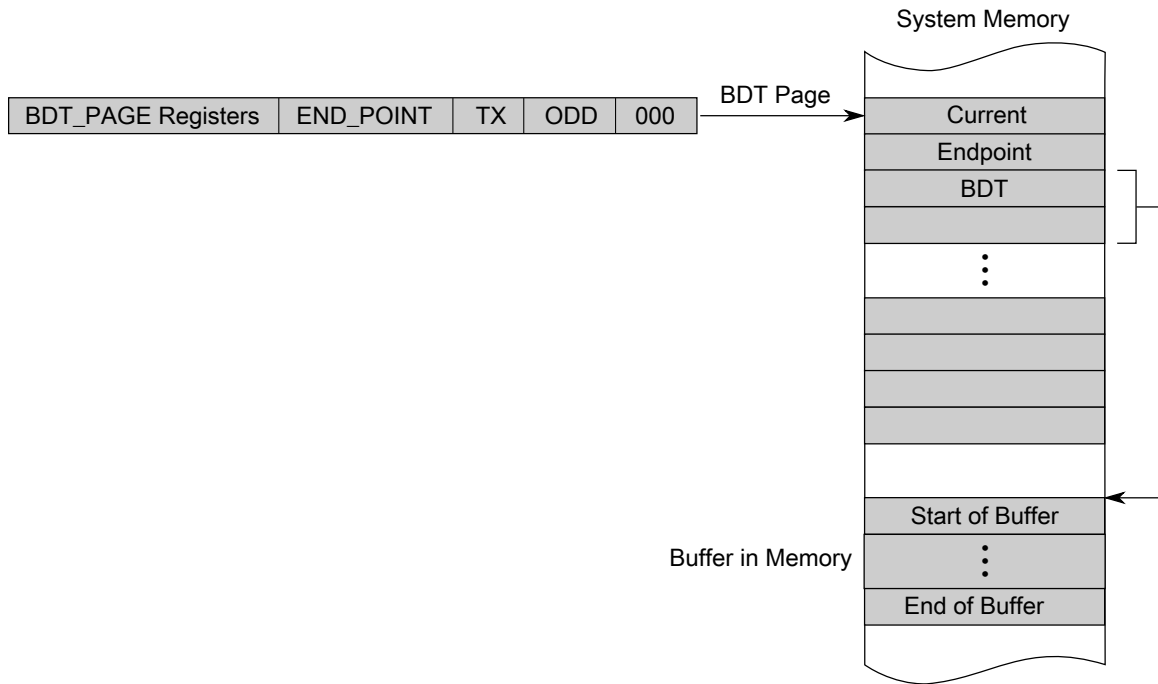 System Memory
BDT_PAGE Registers END_POINT TX ODD 000
BDT Page
Current
Endpoint
BDT
Start of Buffer
Buffer in Memory
End of Buffer